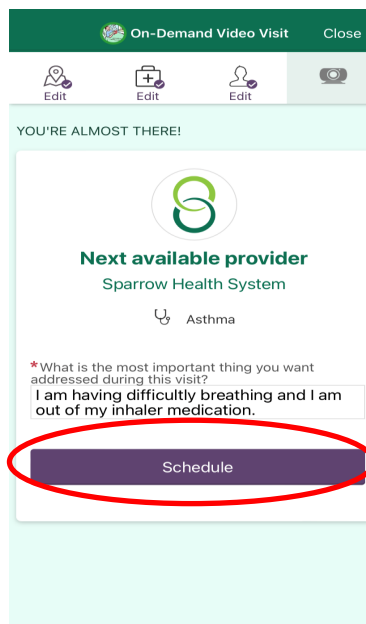 On-Demand Video Visit Close
Edit Edit Edit
YOU'RE ALMOST THERE!
Next available provider
Sparrow Health System
Asthma
*What is the most important thing you want
addressed during this visit?
I am having difficultly breathing and I am
out of my inhaler medication.
Schedule